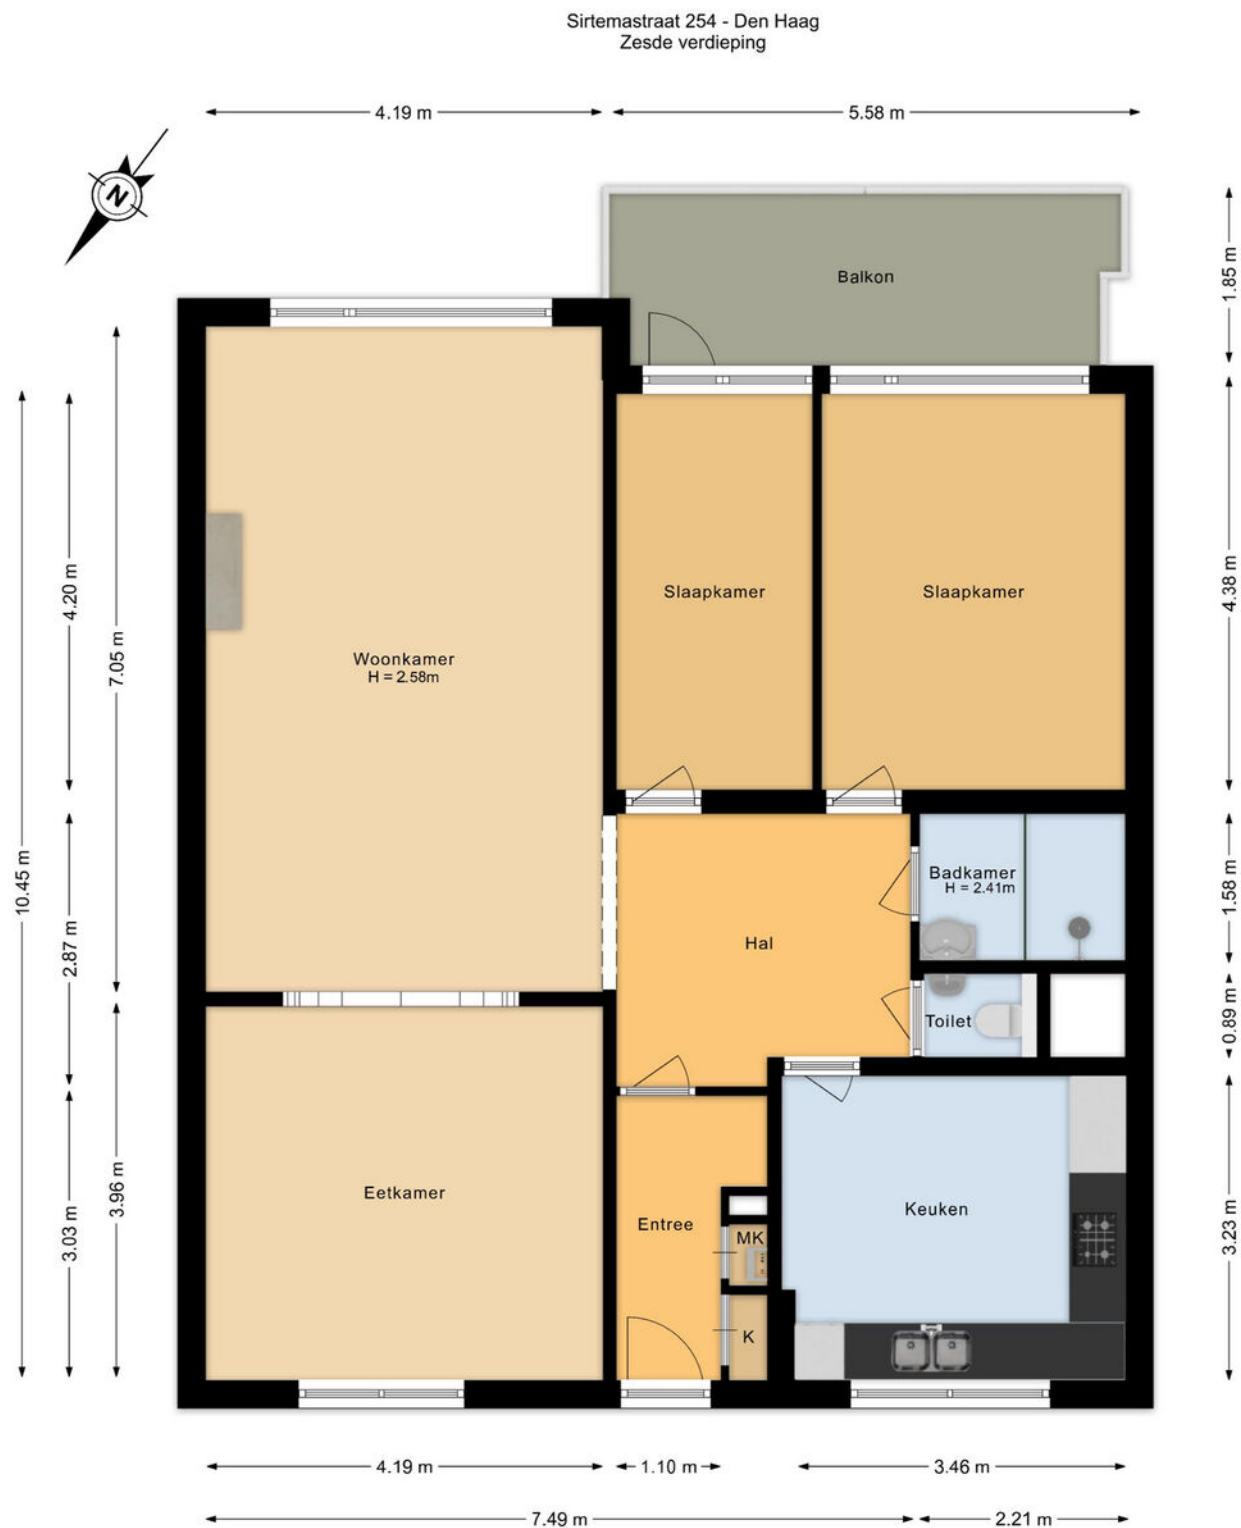 Sirtemastraat 254 - Den Haag
Zesde verdieping
4.19 m
5.58 m
N
Balkon
1.85 m
10.45 m
4.20 m
7.05 m
Woonkamer
H = 2.58m
Slaapkamer
Slaapkamer
4.38 m
2.87 m
Hal
Badkamer
H = 2.41m
1.58 m
Toilet
0.89 m
3.03 m
3.96 m
Eetkamer
Entree
MK
K
Keuken
3.23 m
4.19 m
1.10 m
3.46 m
7.49 m
2.21 m